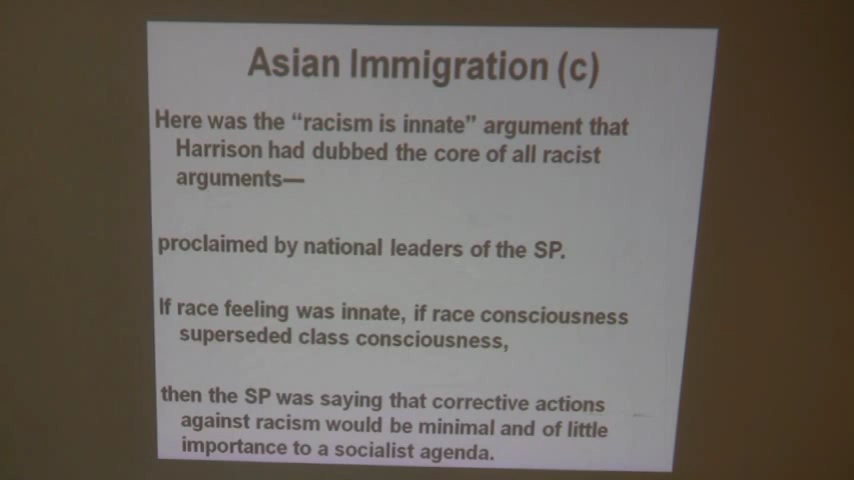 Asian Immigration (c)
Here was the “racism is innate” argument that
Harrison had dubbed the core of all racist
arguments—
proclaimed by national leaders of the SP.
If race feeling was innate, if race consciousness
superseded class consciousness,
then the SP was saying that corrective actions
against racism would be minimal and of little
importance to a socialist agenda.